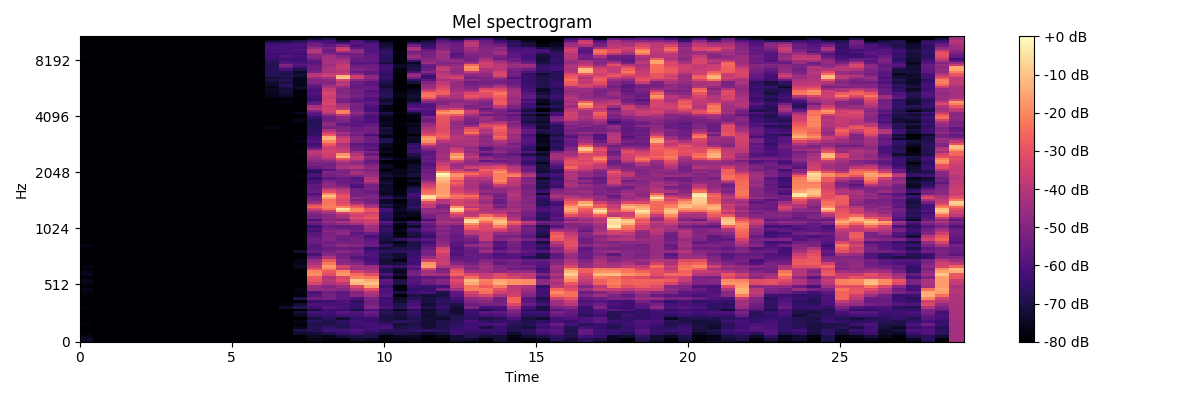 Mel spectrogram
Hz
8192
4096
2048
1024
512
0
0 5 10 15 20 25
Time
+0 dB
-10 dB
-20 dB
-30 dB
-40 dB
-50 dB
-60 dB
-70 dB
-80 dB